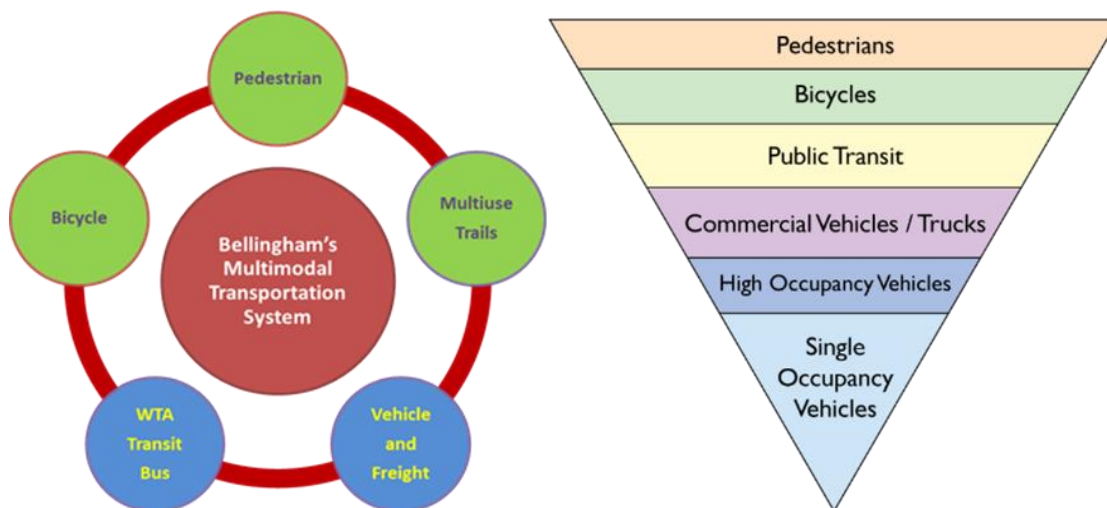 Pedestrian
Bicycle
Multiuse
Trails
Bellingham's
Multimodal
Transportation
System
WTA
Transit
Bus
Vehicle
and
Freight
Pedestrians
Bicycles
Public Transit
Commercial Vehicles / Trucks
High Occupancy Vehicles
Single
Occupancy
Vehicles